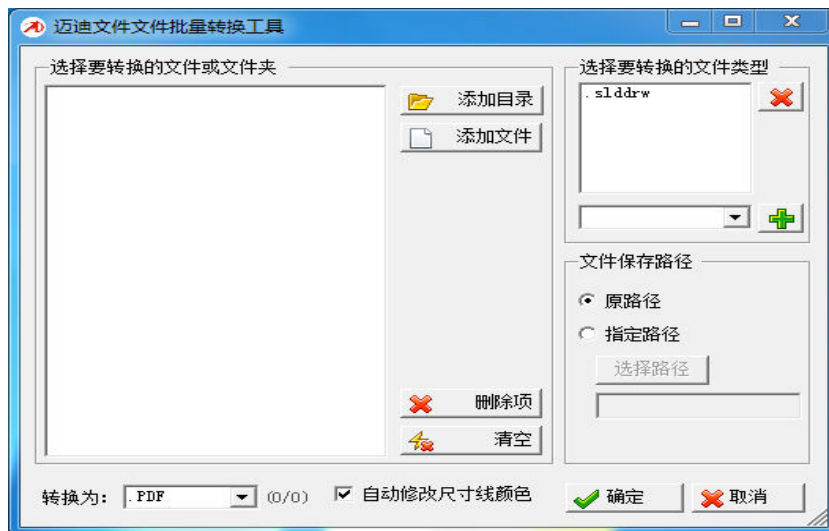 迈迪文件文件批量转换工具
选择要转换的文件或文件夹
添加目录
添加文件
删除项
清空
选择要转换的文件类型
.slddrw
文件保存路径
原路径
指定路径
选择路径
转换为: .PDF (0/0) 自动修改尺寸线颜色 确定 取消